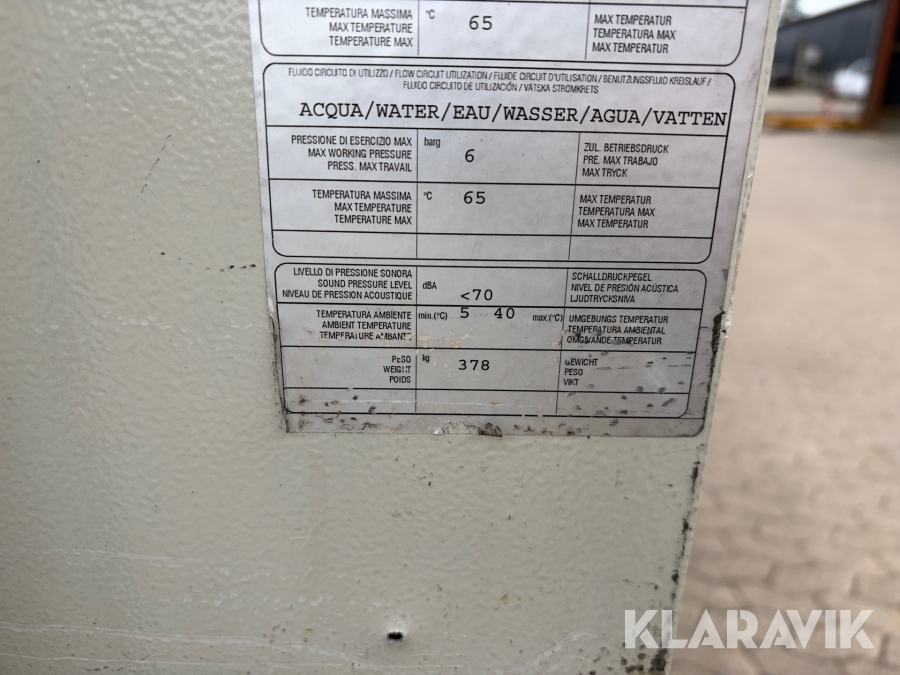 TEMPERATURA MASSIMA °C 65 MAX TEMPERATUR
MAX TEMPERATURE TEMPERATURA MAX
TEMPERATURE MAX MAX TEMPERATUR
FLUIDO CIRCUITO DI UTILIZZO / FLOW CIRCUIT UTILIZATION / FLUIDE CIRCUIT D'UTILISATION / BENUTZUNGSFLUID KREISLAUF /
FLUIDO CIRCUITO DE UTILIZACIÓN / VÄTSKA STROMKRETS
ACQUA/WATER/EAU/WASSER/AGUA/VATTEN
PRESSIONE DI ESERCIZIO MAX barg 6 ZUL. BETRIEBSDRUCK
MAX WORKING PRESSURE PRE. MAX TRABAJO
PRESS. MAX TRAVAIL MAX TRYCK
TEMPERATURA MASSIMA °C 65 MAX TEMPERATUR
MAX TEMPERATURE TEMPERATURA MAX
TEMPERATURE MAX MAX TEMPERATUR
LIVELLO DI PRESSIONE SONORA dBA <70 SCHALLDRUCKPEGEL
SOUND PRESSURE LEVEL NIVEL DE PRESIÓN ACÚSTICA
NIVEAU DE PRESSION ACOUSTIQUE LJUDTRYCKSNIVA
TEMPERATURA AMBIENTE min.(°C) 5 40 max.(°C) UMGEBUNGS TEMPERATUR
AMBIENT TEMPERATURE TEMPERATURA AMBIENTAL
TEMPERATURE AMBANTE OMGIVANDE TEMPERATUR
PESO kg 378 GEWICHT
WEIGHT PESO
POIDS VIKT
KLARAVIK